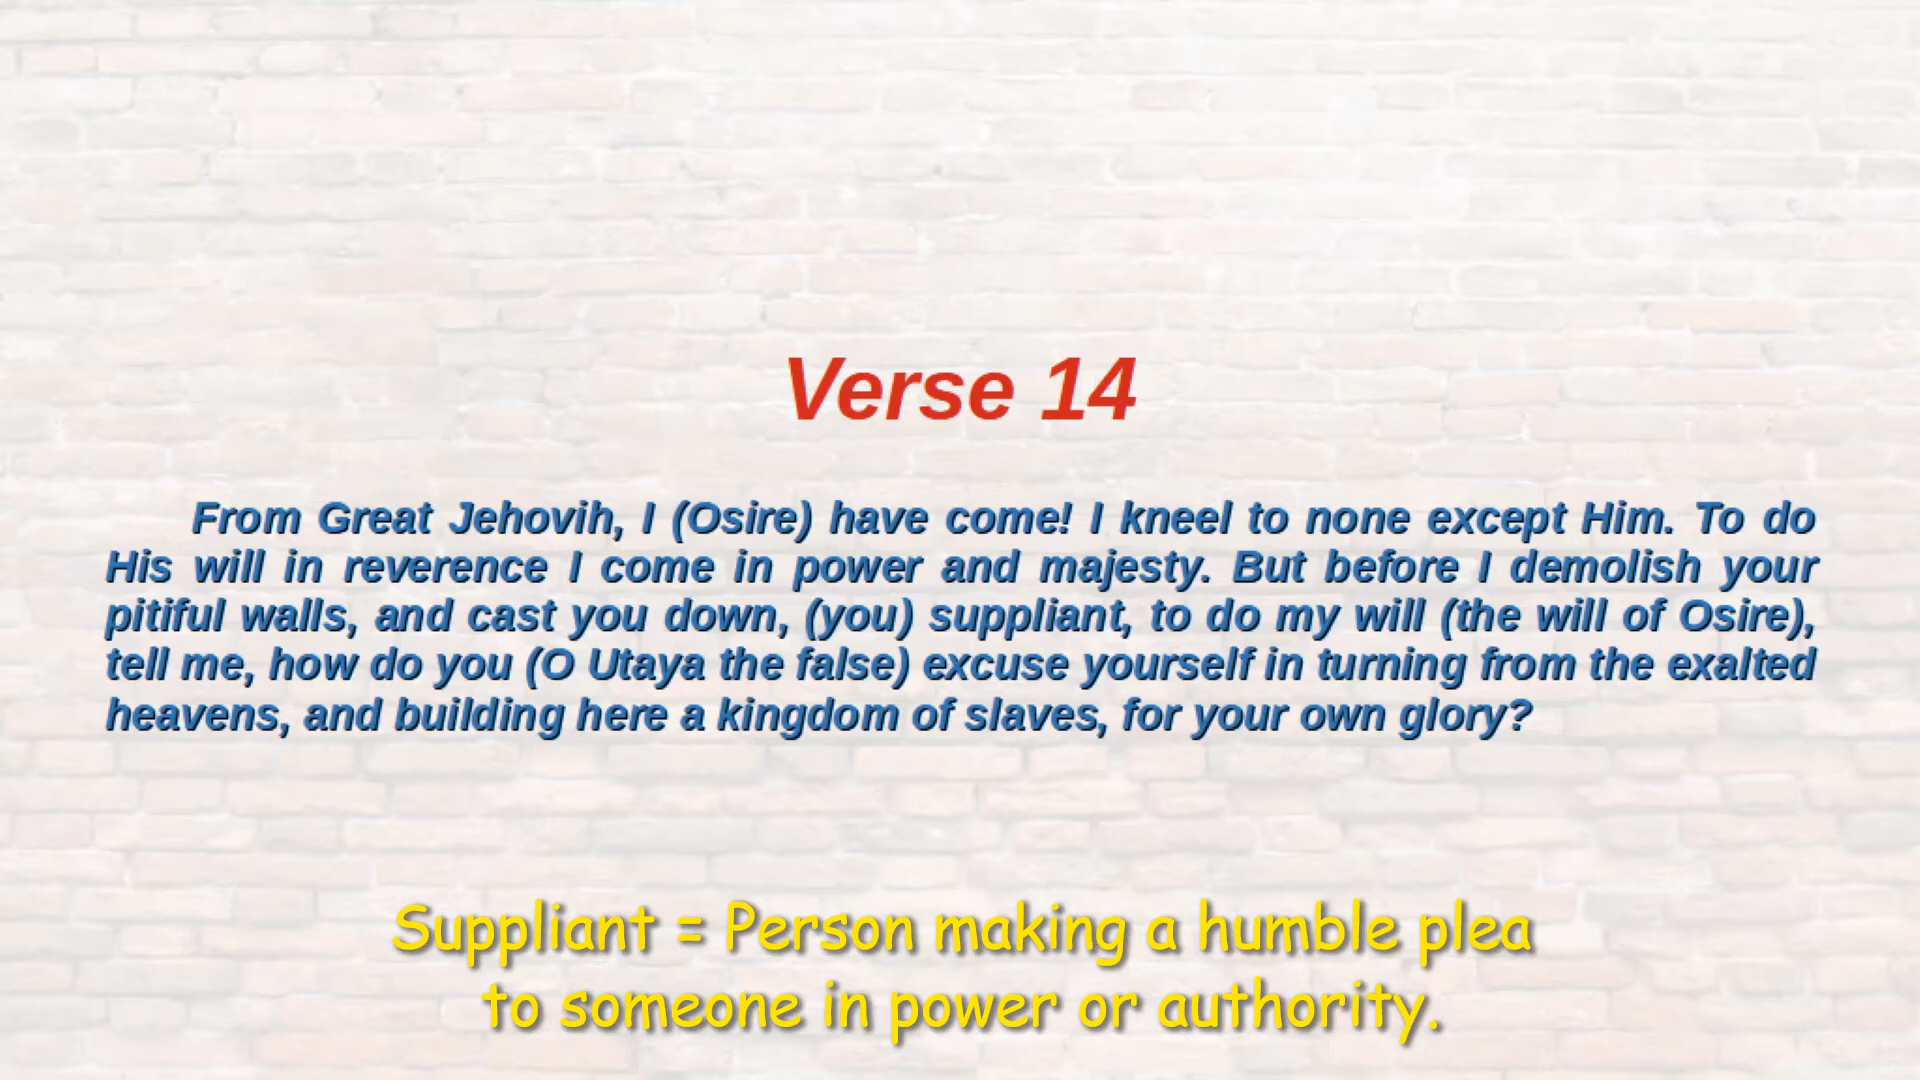 Verse 14
From Great Jehovih, I (Osire) have come! I kneel to none except Him. To do
His will in reverence I come in power and majesty. But before I demolish your
pitiful walls, and cast you down, (you) suppliant, to do my will (the will of Osire),
tell me, how do you (O Utaya the false) excuse yourself in turning from the exalted
heavens, and building here a kingdom of slaves, for your own glory?
Suppliant = Person making a humble plea
to someone in power or authority.